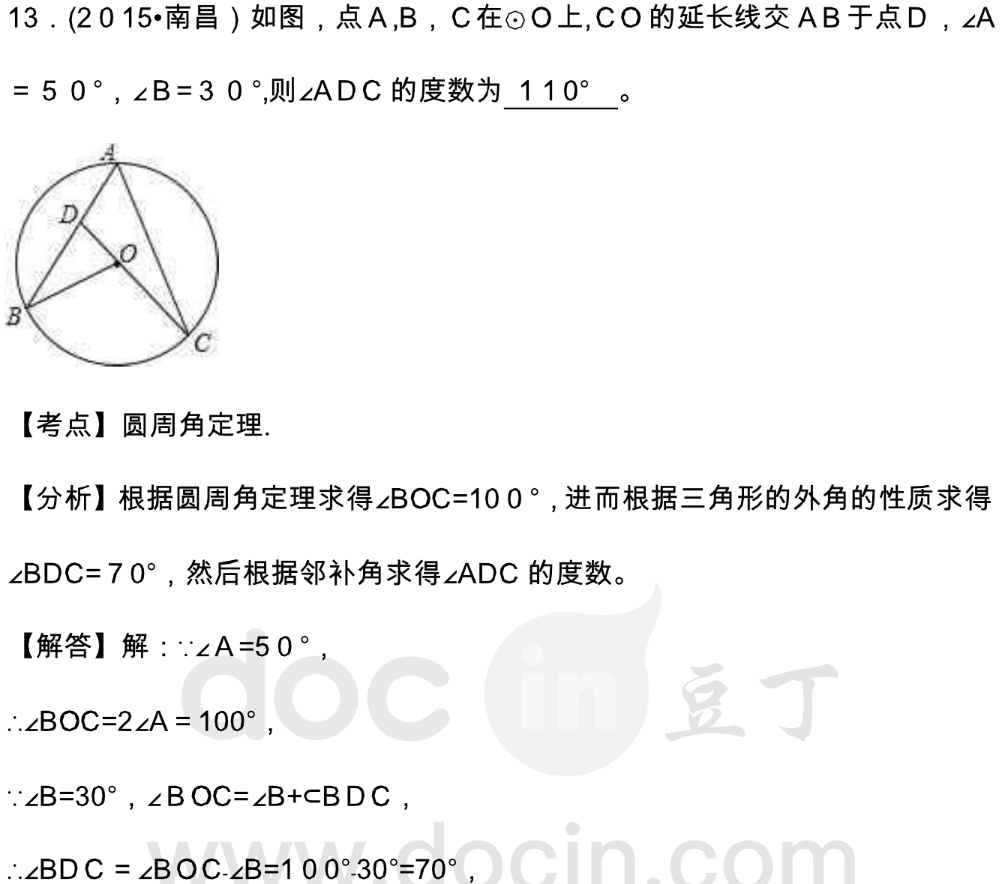 13．(2015•南昌）如图，点A,B，C在⊙O上,CO的延长线交AB于点D，∠A
=50°，∠B=30°,则∠ADC的度数为 110° 。
A
D
O
B
C
【考点】圆周角定理.
【分析】根据圆周角定理求得∠BOC=100°,进而根据三角形的外角的性质求得
∠BDC=70°，然后根据邻补角求得∠ADC的度数。
【解答】解：∵∠A=50°，
∴∠BOC=2∠A=100°，
∵∠B=30°，∠BOC=∠B+⊂BDC，
∴∠BDC=∠BOC-∠B=100°-30°=70°，
docin 豆丁
www.docin.com